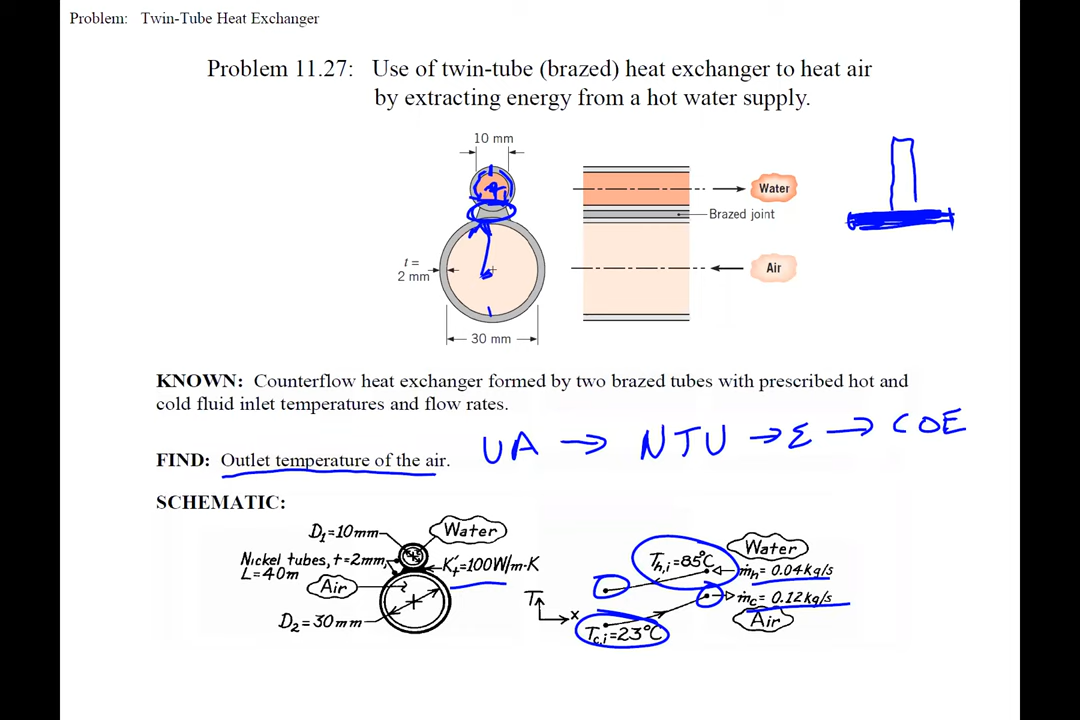 Problem: Twin-Tube Heat Exchanger
Problem 11.27: Use of twin-tube (brazed) heat exchanger to heat air
by extracting energy from a hot water supply.
10 mm
Water
Brazed joint
Air
t =
2 mm
30 mm
KNOWN: Counterflow heat exchanger formed by two brazed tubes with prescribed hot and
cold fluid inlet temperatures and flow rates.
UA → NTU → ε → COE
FIND: Outlet temperature of the air.
SCHEMATIC:
D₁=10mm
Water
Nickel tubes, t=2mm,
L=40m
K't=100W/m·K
Air
D₂=30mm
T
x
Th,i=85°C
Water
ṁh= 0.04kg/s
ṁc= 0.12kg/s
Air
Tc,i=23°C